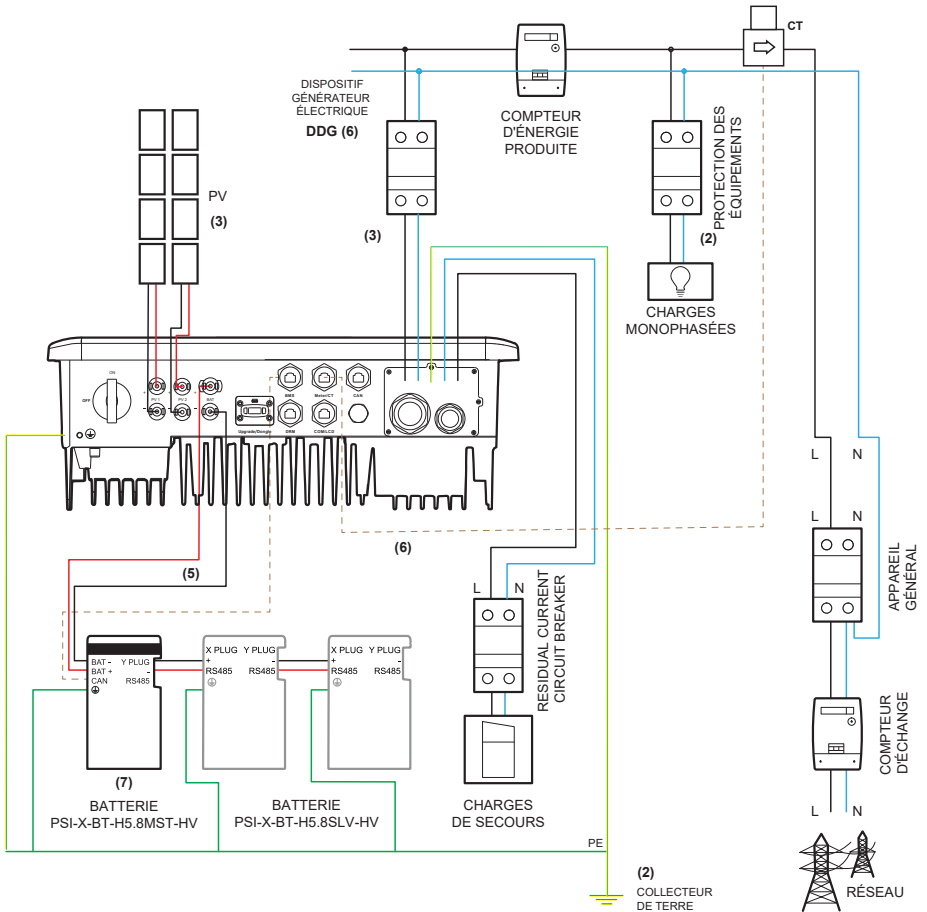 CT
DISPOSITIF
GÉNÉRATEUR
ÉLECTRIQUE
DDG (6)
COMPTEUR
D'ÉNERGIE
PRODUITE
PROTECTION DES
ÉQUIPEMENTS
(2)
PV
(3)
(3)
CHARGES
MONOPHASÉES
ON
OFF
PV 1
PV 2
BAT
BMS
Meter/CT
CAN
Upgrade/Dongle
DRM
COM/LCD
L N
L N
APPAREIL
GÉNÉRAL
(5)
(6)
L N
RESIDUAL CURRENT
CIRCUIT BREAKER
BAT - Y PLUG
BAT + -
CAN RS485
X PLUG Y PLUG
+ -
RS485 RS485
X PLUG Y PLUG
+ -
RS485 RS485
COMPTEUR
D'ÉCHANGE
(7)
BATTERIE
PSI-X-BT-H5.8MST-HV
BATTERIE
PSI-X-BT-H5.8SLV-HV
CHARGES
DE SECOURS
L N
PE
(2)
COLLECTEUR
DE TERRE
RÉSEAU